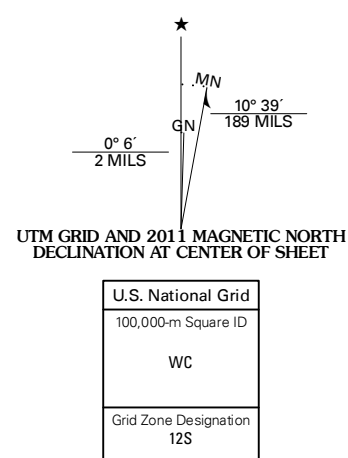 ★
MN
GN
10° 39´
189 MILS
0° 6´
2 MILS
UTM GRID AND 2011 MAGNETIC NORTH
DECLINATION AT CENTER OF SHEET
U.S. National Grid
100,000-m Square ID
WC
Grid Zone Designation
12S